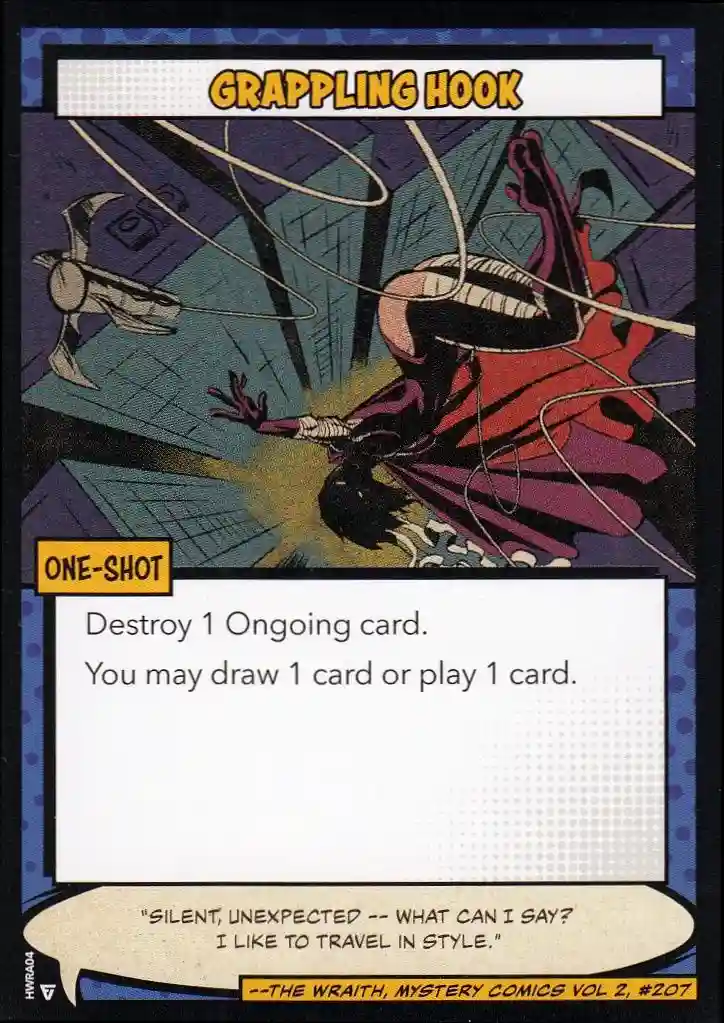 GRAPPLING HOOK
ONE-SHOT
Destroy 1 Ongoing card.
You may draw 1 card or play 1 card.
"SILENT, UNEXPECTED -- WHAT CAN I SAY?
I LIKE TO TRAVEL IN STYLE."
--THE WRAITH, MYSTERY COMICS VOL 2, #207
HWRA04